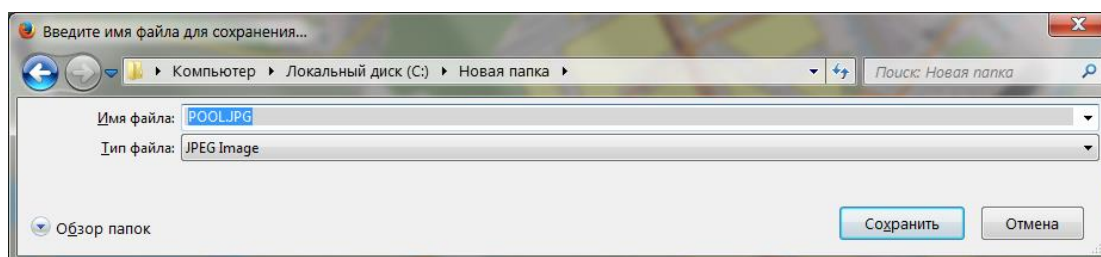 Введите имя файла для сохранения...
Компьютер ▸ Локальный диск (C:) ▸ Новая папка ▸
Поиск: Новая папка
Имя файла: POOL.JPG
Тип файла: JPEG Image
Обзор папок
Сохранить
Отмена